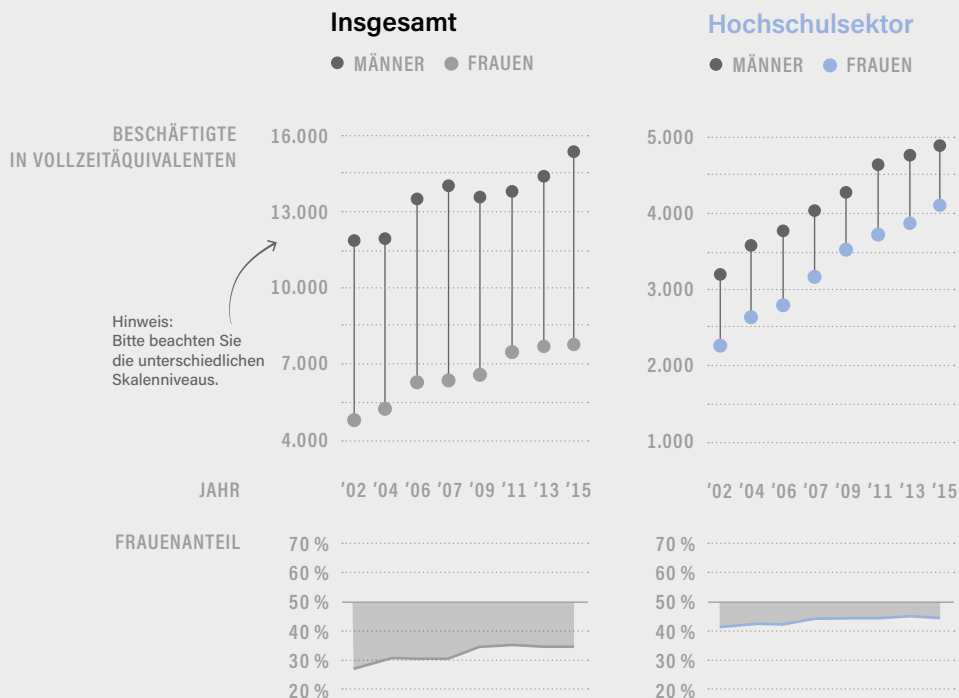 Insgesamt
MÄNNER FRAUEN
BESCHÄFTIGTE
IN VOLLZEITÄQUIVALENTEN
16.000
13.000
10.000
7.000
4.000
Hinweis:
Bitte beachten Sie
die unterschiedlichen
Skalenniveaus.
JAHR
'02 '04 '06 '07 '09 '11 '13 '15
FRAUENANTEIL
70 %
60 %
50 %
40 %
30 %
20 %
Hochschulsektor
MÄNNER FRAUEN
5.000
4.000
3.000
2.000
1.000
'02 '04 '06 '07 '09 '11 '13 '15
70 %
60 %
50 %
40 %
30 %
20 %